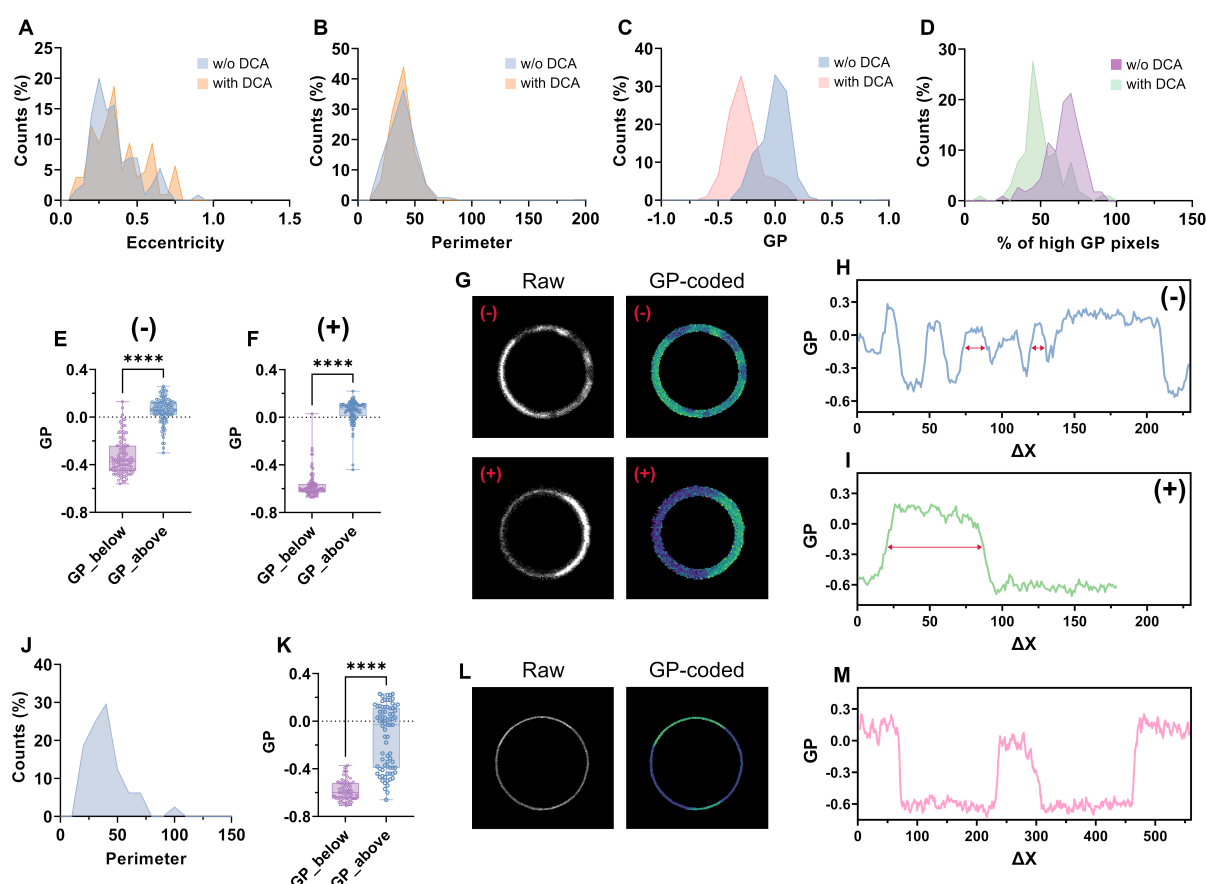 A
25
20
15
10
5
0
Counts (%)
w/o DCA
with DCA
0.0
0.5
1.0
1.5
Eccentricity
B
50
40
30
20
10
0
Counts (%)
w/o DCA
with DCA
0
50
100
150
200
Perimeter
C
40
30
20
10
0
Counts (%)
w/o DCA
with DCA
-1.0
-0.5
0.0
0.5
1.0
GP
D
30
20
10
0
Counts (%)
w/o DCA
with DCA
0
50
100
150
% of high GP pixels
E
(-)
****
0.4
0.0
-0.4
-0.8
GP
GP_below
GP_above
F
(+)
****
0.4
0.0
-0.4
-0.8
GP
GP_below
GP_above
G
Raw
GP-coded
(-)
(-)
(+)
(+)
H
(-)
0.3
0.0
-0.3
-0.6
GP
0
50
100
150
200
ΔX
I
(+)
0.3
0.0
-0.3
-0.6
GP
0
50
100
150
200
ΔX
J
40
30
20
10
0
Counts (%)
0
50
100
150
Perimeter
K
****
0.4
0.0
-0.4
-0.8
GP
GP_below
GP_above
L
Raw
GP-coded
M
0.3
0.0
-0.3
-0.6
GP
0
100
200
300
400
500
ΔX